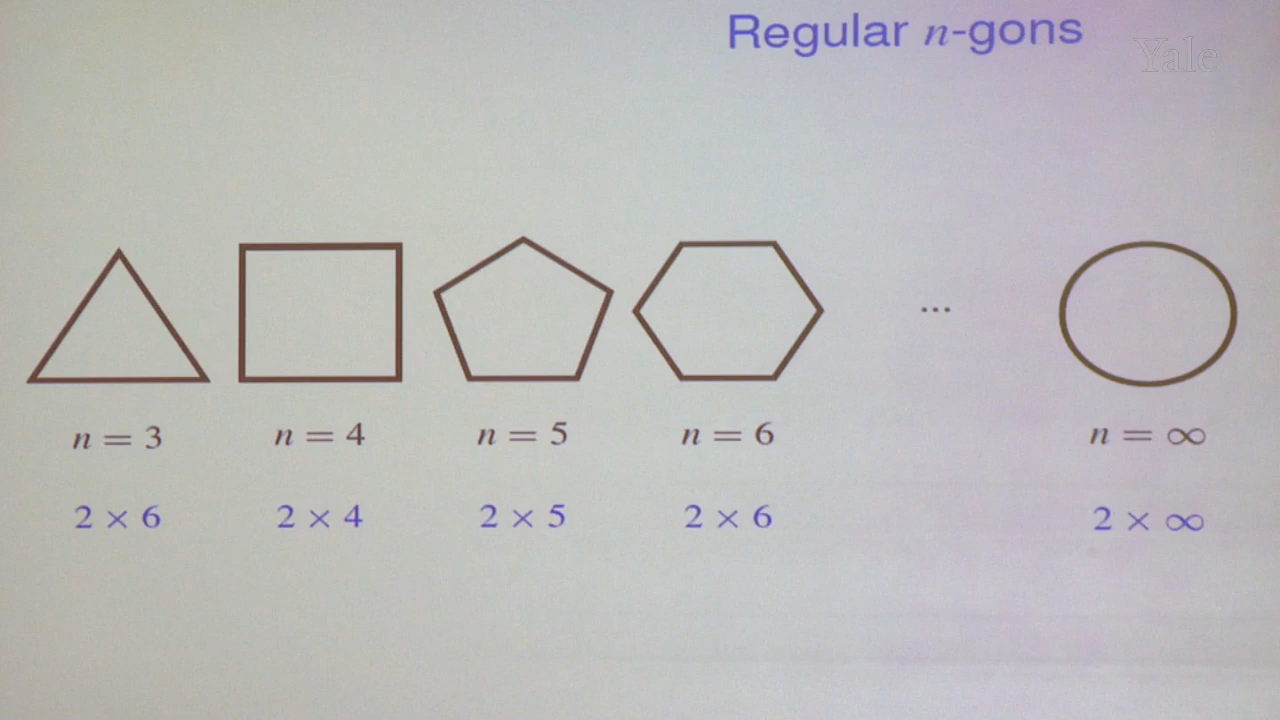 Regular n-gons
Yale
...
n = 3
n = 4
n = 5
n = 6
n = ∞
2 × 6
2 × 4
2 × 5
2 × 6
2 × ∞